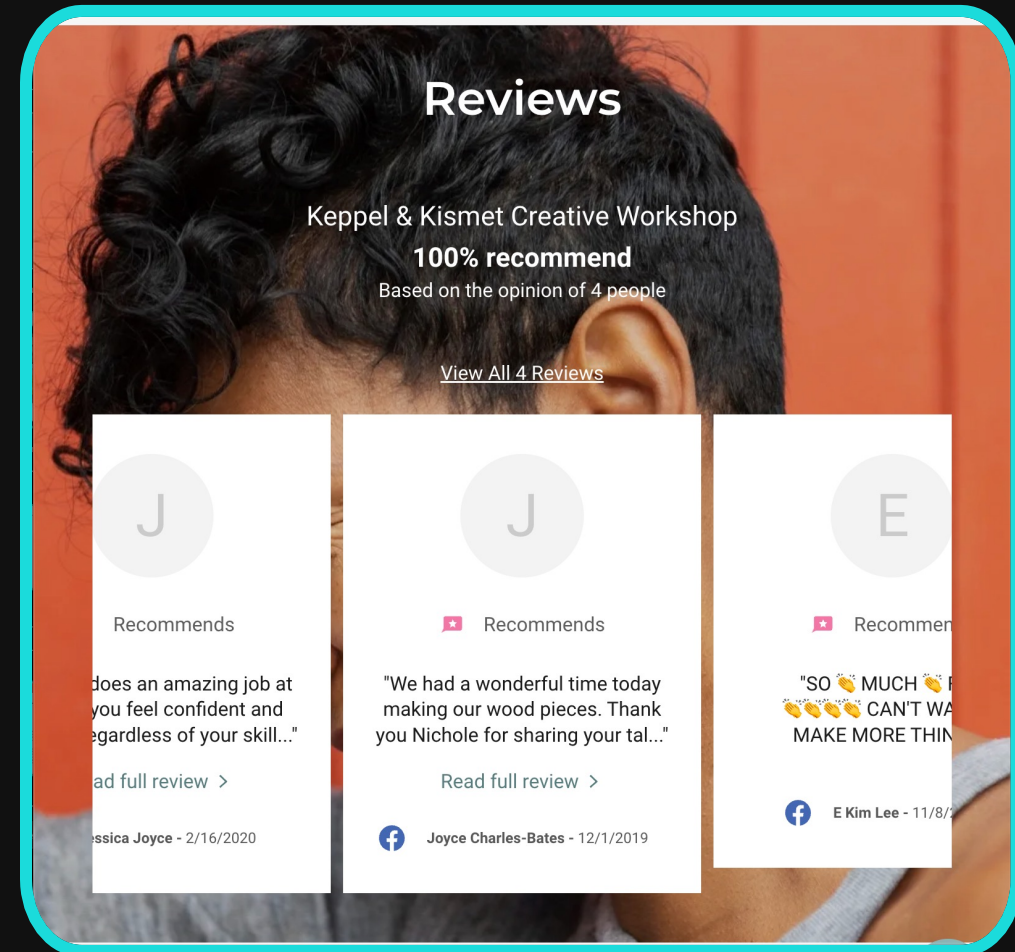 Reviews
Keppel & Kismet Creative Workshop
100% recommend
Based on the opinion of 4 people
View All 4 Reviews
J
Recommends
does an amazing job at
you feel confident and
egardless of your skill..."
ad full review >
essica Joyce - 2/16/2020
J
Recommends
"We had a wonderful time today
making our wood pieces. Thank
you Nichole for sharing your tal..."
Read full review >
Joyce Charles-Bates - 12/1/2019
E
Recommen
"SO 👏 MUCH 👏 F
👏👏👏👏 CAN'T WA
MAKE MORE THIN
E Kim Lee - 11/8/2